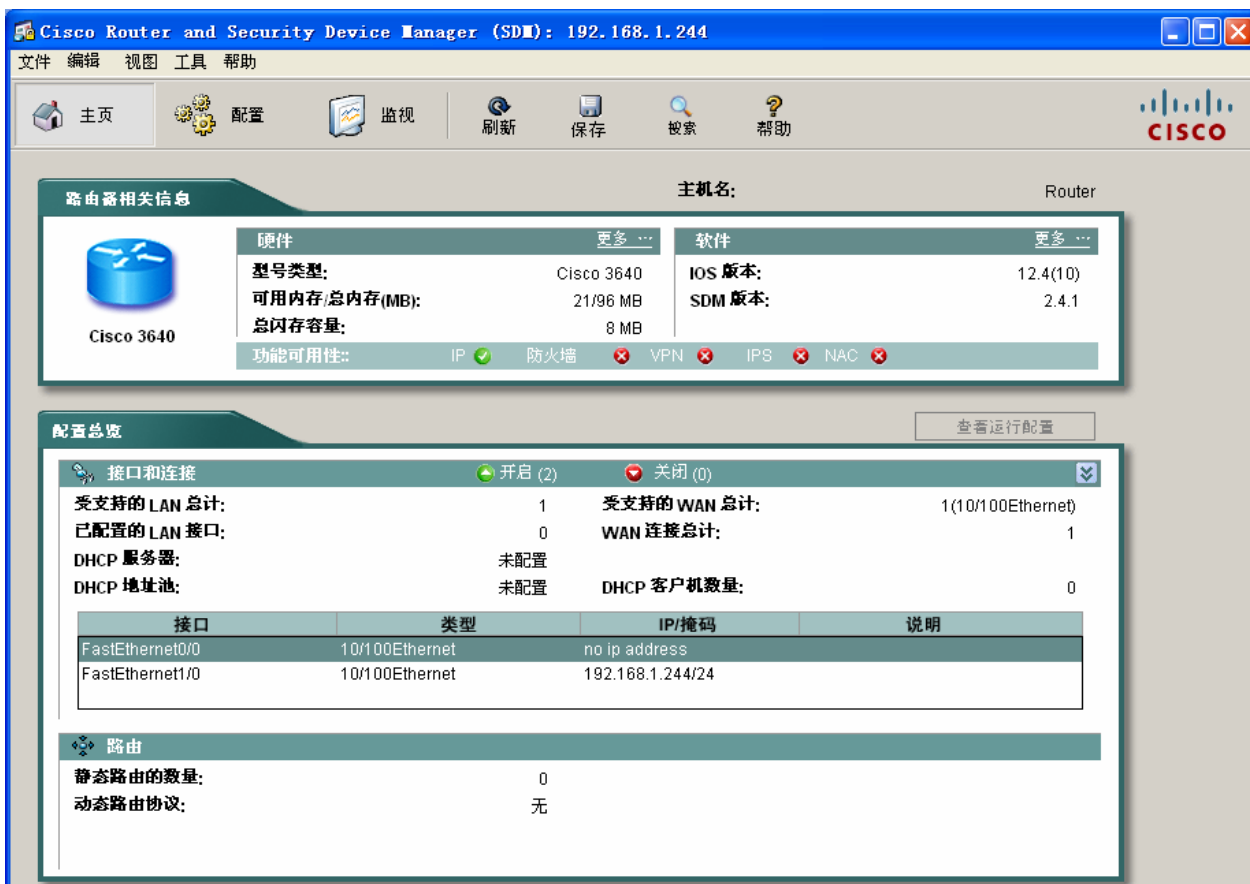 Cisco Router and Security Device Manager (SDM): 192.168.1.244
文件 编辑 视图 工具 帮助
主页 配置 监视 刷新 保存 搜索 帮助
CISCO
路由器相关信息 主机名: Router
硬件 更多 ... 软件 更多 ...
型号类型: Cisco 3640 IOS 版本: 12.4(10)
可用内存/总内存(MB): 21/96 MB SDM 版本: 2.4.1
总闪存容量: 8 MB
Cisco 3640
功能可用性:: IP 防火墙 VPN IPS NAC
配置总览 查看运行配置
接口和连接 开启 (2) 关闭 (0)
受支持的 LAN 总计: 1 受支持的 WAN 总计: 1(10/100Ethernet)
已配置的 LAN 接口: 0 WAN 连接总计: 1
DHCP 服务器: 未配置
DHCP 地址池: 未配置 DHCP 客户机数量: 0
接口 类型 IP/掩码 说明
FastEthernet0/0 10/100Ethernet no ip address
FastEthernet1/0 10/100Ethernet 192.168.1.244/24
路由
静态路由的数量: 0
动态路由协议: 无